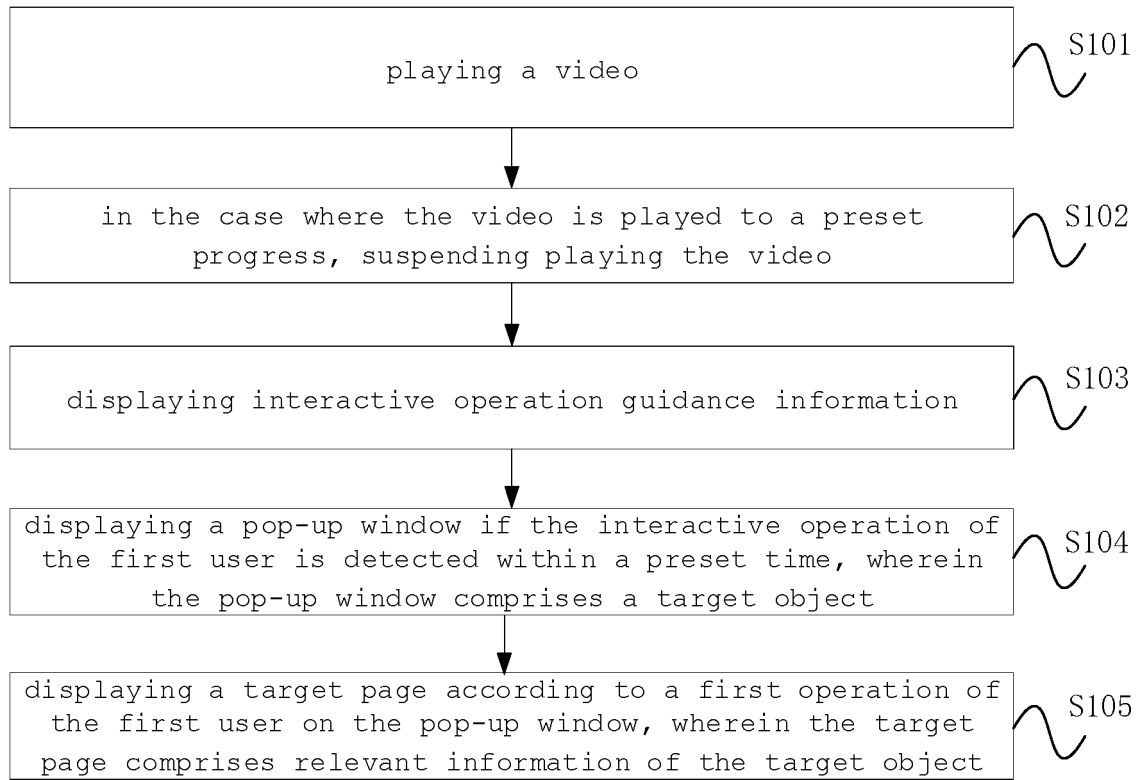 playing a video
S101
in the case where the video is played to a preset
progress, suspending playing the video
S102
displaying interactive operation guidance information
S103
displaying a pop-up window if the interactive operation of
the first user is detected within a preset time, wherein
the pop-up window comprises a target object
S104
displaying a target page according to a first operation of
the first user on the pop-up window, wherein the target
page comprises relevant information of the target object
S105